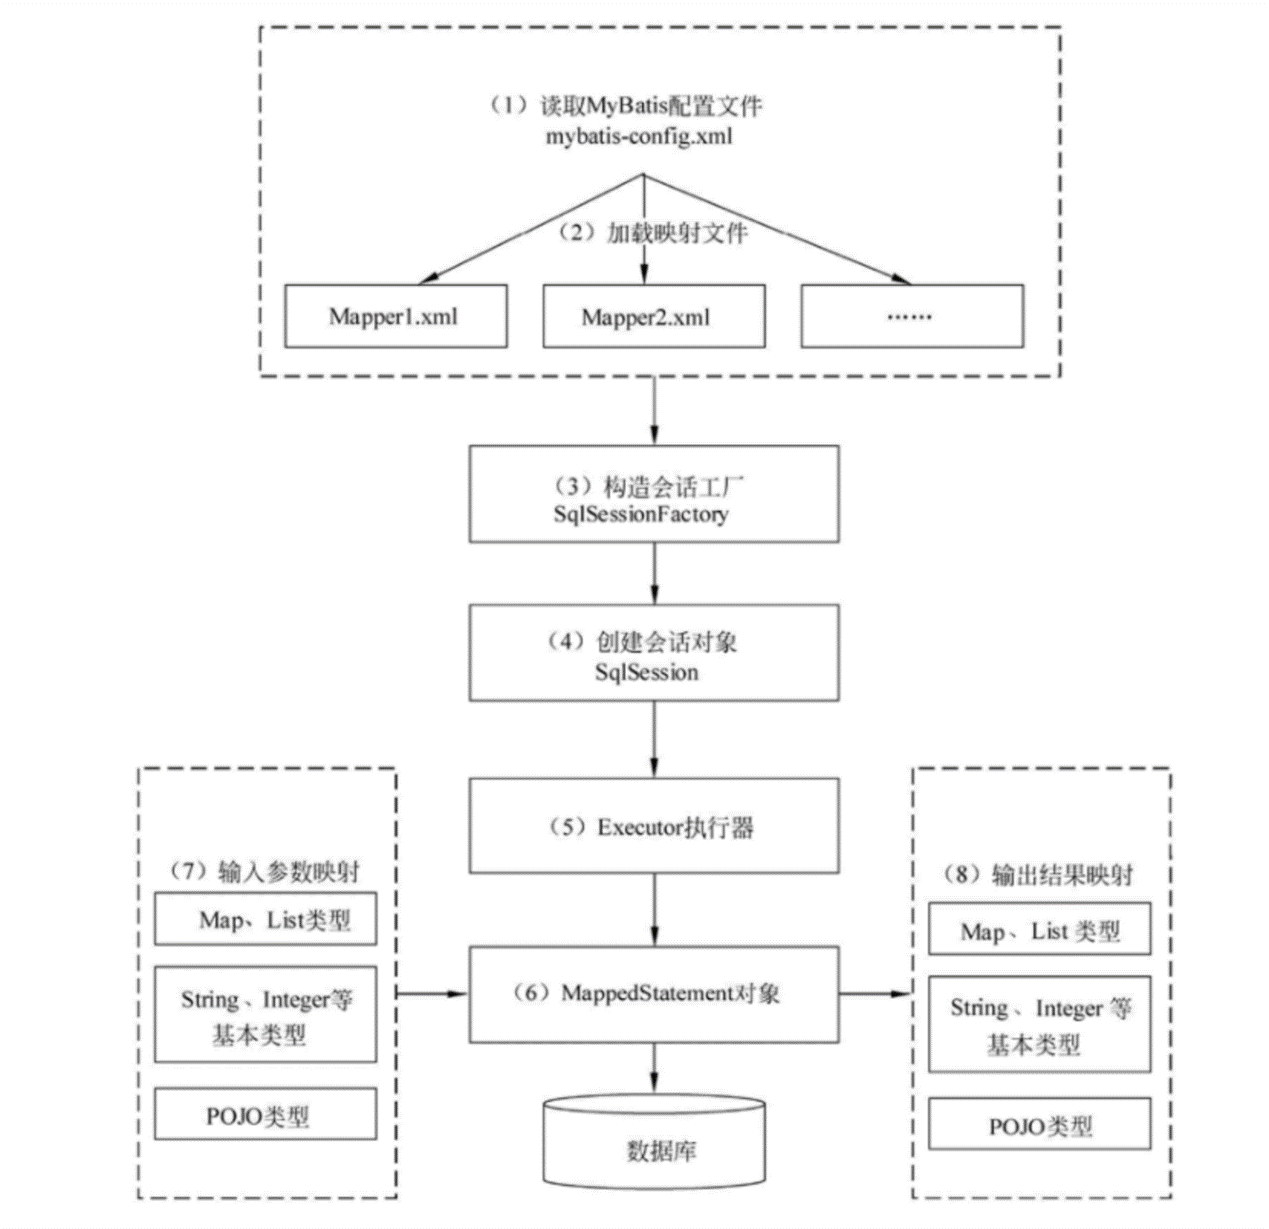 （1）读取MyBatis配置文件
mybatis-config.xml
（2）加载映射文件
Mapper1.xml
Mapper2.xml
……
（3）构造会话工厂
SqlSessionFactory
（4）创建会话对象
SqlSession
（5）Executor执行器
（7）输入参数映射
Map、List类型
String、Integer等
基本类型
POJO类型
（6）MappedStatement对象
（8）输出结果映射
Map、List 类型
String、Integer 等
基本类型
POJO类型
数据库